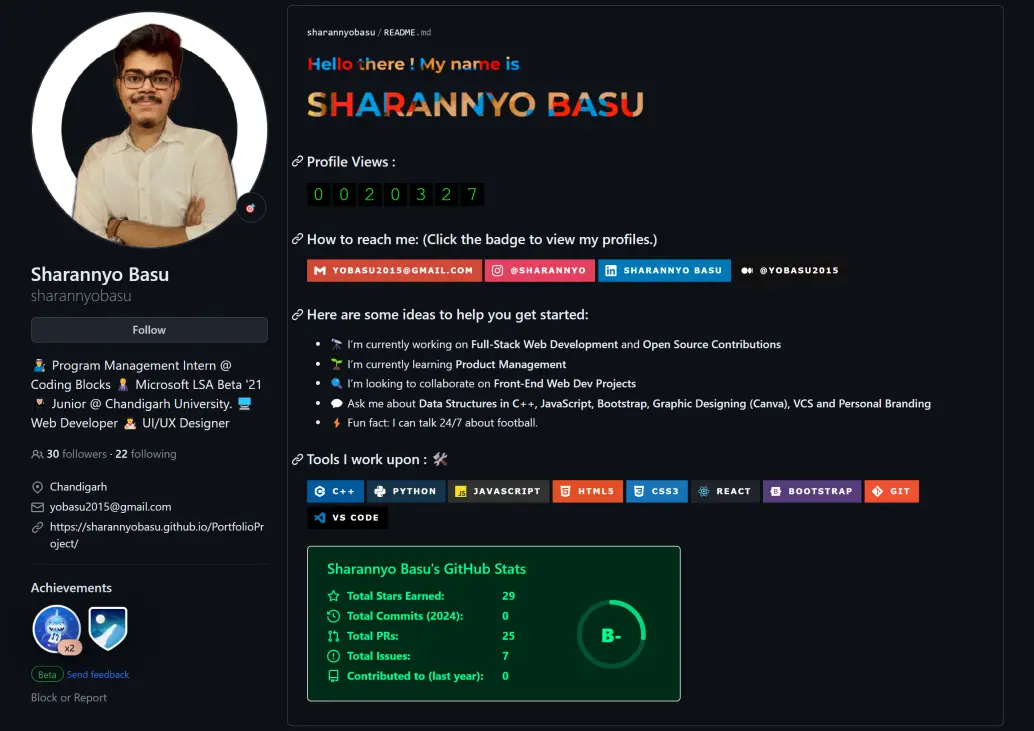 Sharannyo Basu
sharannyobasu
Follow
Program Management Intern @
Coding Blocks Microsoft LSA Beta '21
Junior @ Chandigarh University.
Web Developer UI/UX Designer
30 followers · 22 following
Chandigarh
yobasu2015@gmail.com
https://sharannyobasu.github.io/PortfolioPr
oject/
Achievements
x2
Beta Send feedback
Block or Report
sharannyobasu / README.md
Hello there ! My name is
SHARANNYO BASU
Profile Views :
0 0 2 0 3 2 7
How to reach me: (Click the badge to view my profiles.)
YOBASU2015@GMAIL.COM @SHARANNYO SHARANNYO BASU @YOBASU2015
Here are some ideas to help you get started:
• I'm currently working on Full-Stack Web Development and Open Source Contributions
• I'm currently learning Product Management
• I'm looking to collaborate on Front-End Web Dev Projects
• Ask me about Data Structures in C++, JavaScript, Bootstrap, Graphic Designing (Canva), VCS and Personal Branding
• Fun fact: I can talk 24/7 about football.
Tools I work upon :
C++ PYTHON JAVASCRIPT HTML5 CSS3 REACT BOOTSTRAP GIT
VS CODE
Sharannyo Basu's GitHub Stats
Total Stars Earned: 29
Total Commits (2024): 0
Total PRs: 25
Total Issues: 7
Contributed to (last year): 0
B-